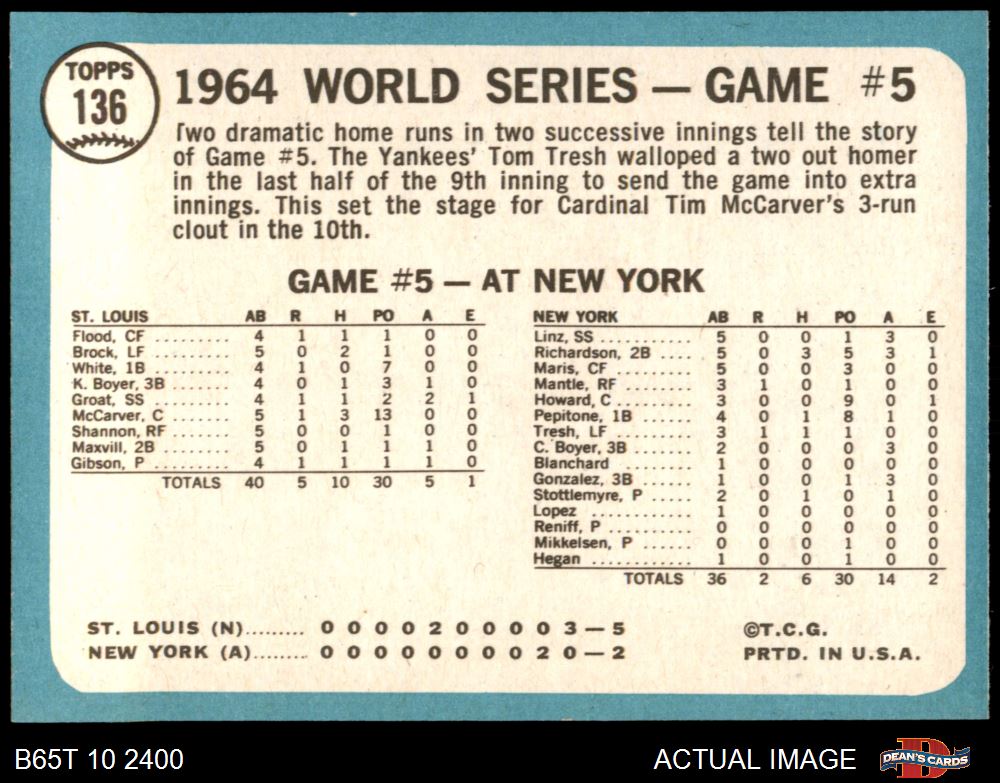 TOPPS
136
1964 WORLD SERIES — GAME #5
Two dramatic home runs in two successive innings tell the story
of Game #5. The Yankees' Tom Tresh walloped a two out homer
in the last half of the 9th inning to send the game into extra
innings. This set the stage for Cardinal Tim McCarver's 3-run
clout in the 10th.
GAME #5 — AT NEW YORK
ST. LOUIS AB R H PO A E
Flood, CF .......... 4 1 1 1 0 0
Brock, LF .......... 5 0 2 1 0 0
White, 1B .......... 4 1 0 7 0 0
K. Boyer, 3B ........ 4 0 1 3 1 0
Groat, SS .......... 4 1 1 2 2 1
McCarver, C ........ 5 1 3 13 0 0
Shannon, RF ........ 5 0 0 1 0 0
Maxvill, 2B ......... 5 0 1 1 1 0
Gibson, P .......... 4 1 1 1 1 0
TOTALS 40 5 10 30 5 1
NEW YORK AB R H PO A E
Linz, SS ............ 5 0 0 1 3 0
Richardson, 2B ..... 5 0 3 5 3 1
Maris, CF .......... 5 0 0 3 0 0
Mantle, RF ......... 3 1 0 1 0 0
Howard, C .......... 3 0 0 9 0 1
Pepitone, 1B ....... 4 0 1 8 1 0
Tresh, LF .......... 3 1 1 1 0 0
C. Boyer, 3B ........ 2 0 0 0 3 0
Blanchard .......... 1 0 0 0 0 0
Gonzalez, 3B ....... 1 0 0 1 3 0
Stottlemyre, P ..... 2 0 1 0 1 0
Lopez ............ 1 0 0 0 0 0
Reniff, P .......... 0 0 0 0 0 0
Mikkelsen, P ...... 0 0 0 1 0 0
Hegan ............ 1 0 0 1 0 0
TOTALS 36 2 6 30 14 2
ST. LOUIS (N)......... 0 0 0 0 2 0 0 0 0 3 — 5
NEW YORK (A)........ 0 0 0 0 0 0 0 0 2 0 — 2
©T.C.G.
PRTD. IN U.S.A.
B65T 10 2400
ACTUAL IMAGE
DEAN'S CARDS